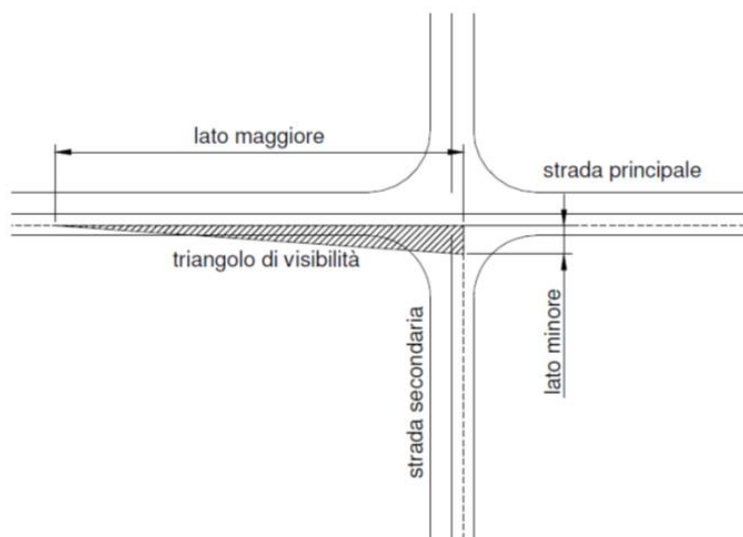 lato maggiore
strada principale
triangolo di visibilità
strada secondaria
lato minore